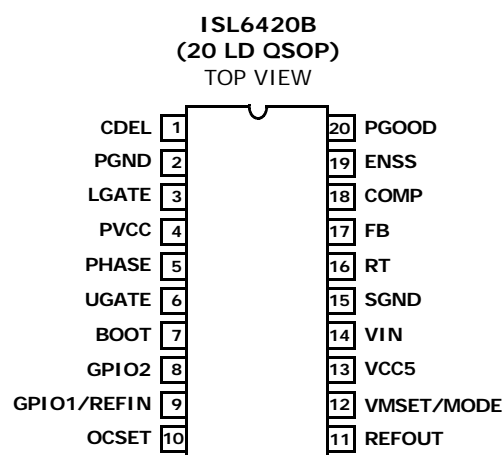 ISL6420B
(20 LD QSOP)
TOP VIEW
CDEL 1 20 PGOOD
PGND 2 19 ENSS
LGATE 3 18 COMP
PVCC 4 17 FB
PHASE 5 16 RT
UGATE 6 15 SGND
BOOT 7 14 VIN
GPIO2 8 13 VCC5
GPIO1/REFIN 9 12 VMSET/MODE
OCSET 10 11 REFOUT